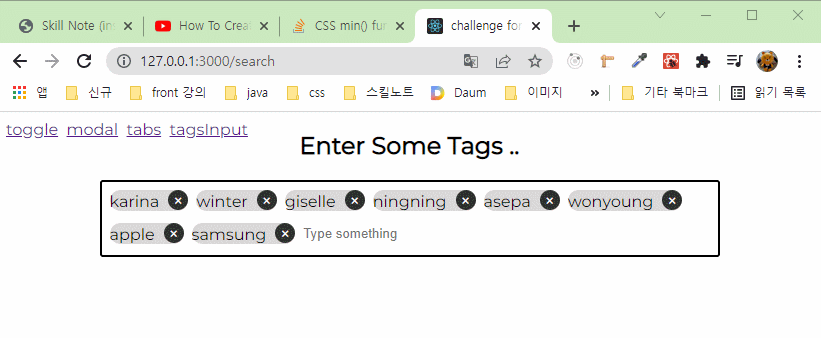 Skill Note (in
How To Crea
CSS min() fun
challenge for
127.0.0.1:3000/search
앱 신규 front 강의 java css 스킬노트 Daum 이미지 » 기타 북마크 읽기 목록
toggle modal tabs tagsInput
Enter Some Tags ..
karina winter giselle ningning asepa wonyoung
apple samsung Type something